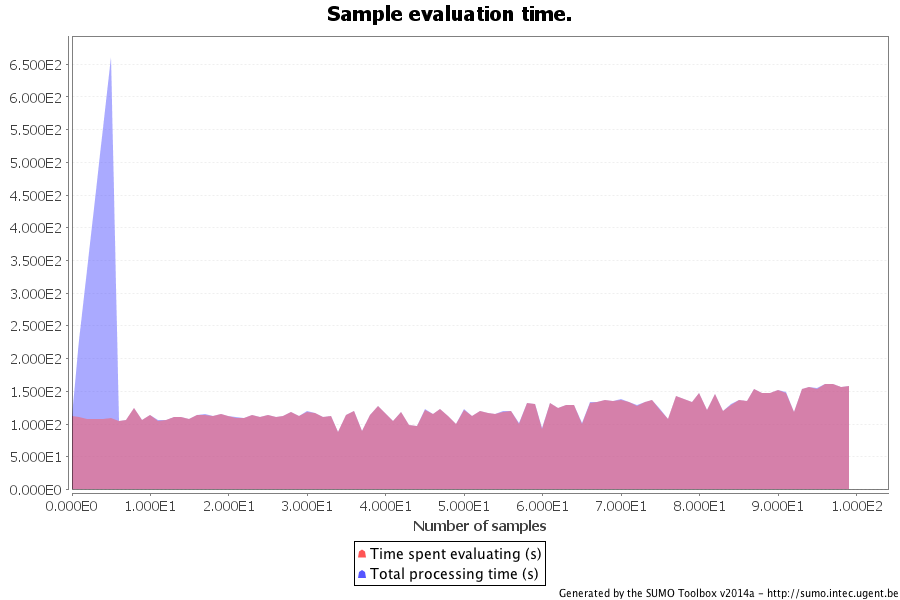 Sample evaluation time.
6.500E2
6.000E2
5.500E2
5.000E2
4.500E2
4.000E2
3.500E2
3.000E2
2.500E2
2.000E2
1.500E2
1.000E2
5.000E1
0.000E0
0.000E0 1.000E1 2.000E1 3.000E1 4.000E1 5.000E1 6.000E1 7.000E1 8.000E1 9.000E1 1.000E2
Number of samples
Time spent evaluating (s)
Total processing time (s)
Generated by the SUMO Toolbox v2014a - http://sumo.intec.ugent.be